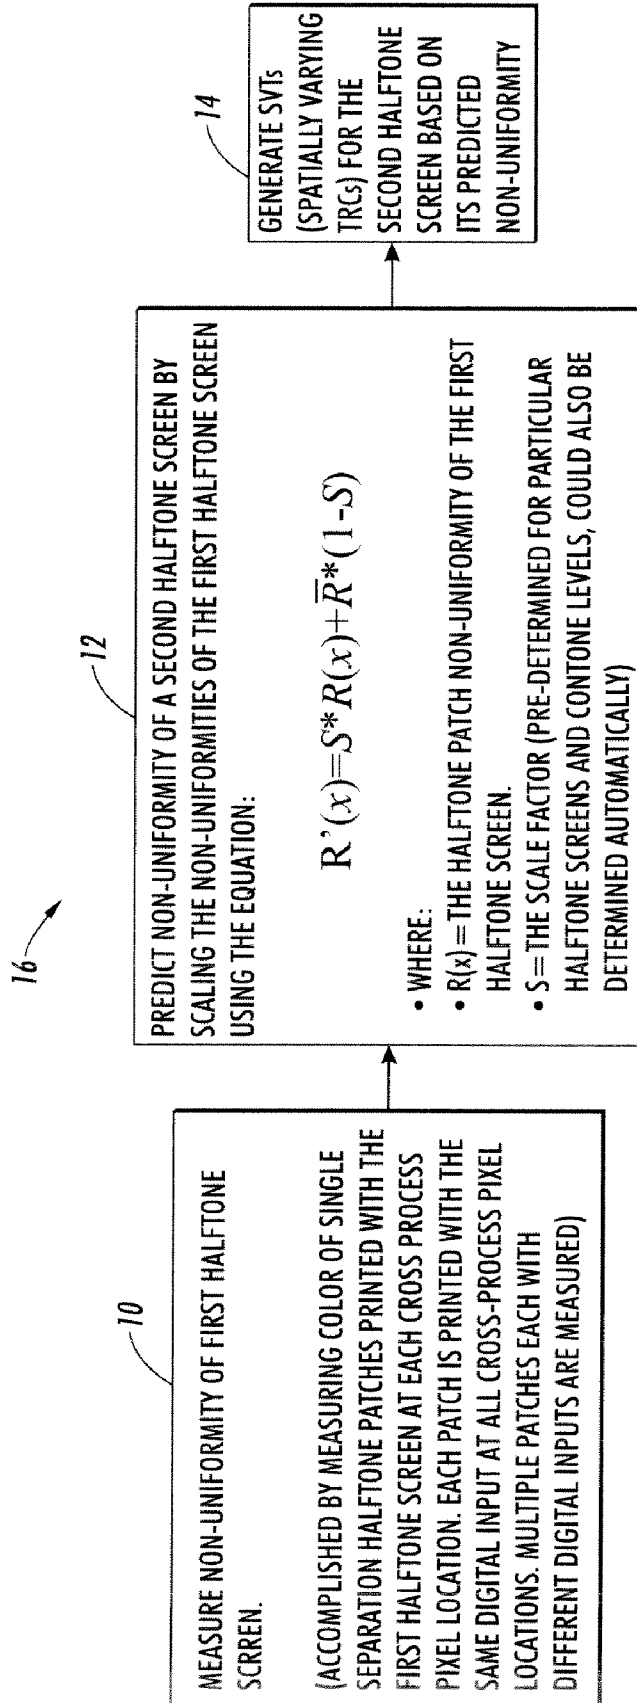 16
10
MEASURE NON-UNIFORMITY OF FIRST HALFTONE
SCRREN.
(ACCOMPLISHED BY MEASURING COLOR OF SINGLE
SEPARATION HALFTONE PATCHES PRINTED WITH THE
FIRST HALFTONE SCREEN AT EACH CROSS PROCESS
PIXEL LOCATION. EACH PATCH IS PRINTED WITH THE
SAME DIGITAL INPUT AT ALL CROSS-PROCESS PIXEL
LOCATIONS. MULTIPLE PATCHES EACH WITH
DIFFERENT DIGITAL INPUTS ARE MEASURED)
12
PREDICT NON-UNIFORMITY OF A SECOND HALFTONE SCREEN BY
SCALING THE NON-UNIFORMITIES OF THE FIRST HALFTONE SCREEN
USING THE EQUATION:
R'(x)=S*R(x)+R̅*(1-S)
• WHERE:
• R(x)=THE HALFTONE PATCH NON-UNIFORMITY OF THE FIRST
HALFTONE SCREEN.
• S=THE SCALE FACTOR (PRE-DETERMINED FOR PARTICULAR
HALFTONE SCREENS AND CONTONE LEVELS, COULD ALSO BE
DETERMINED AUTOMATICALLY)
14
GENERATE SVTs
(SPATIALLY VARYING
TRCs) FOR THE
SECOND HALFTONE
SCREEN BASED ON
ITS PREDICTED
NON-UNIFORMITY